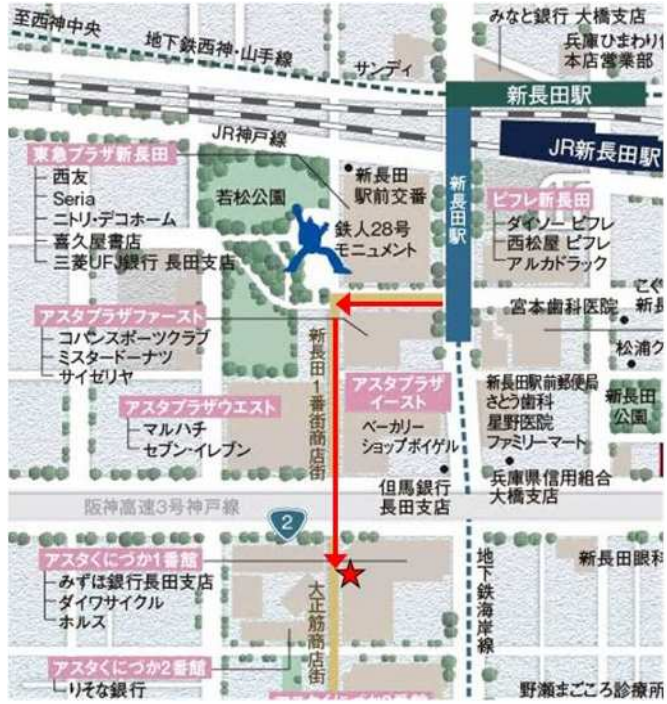 至西神中央
地下鉄西神・山手線
サンディ
みなと銀行 大橋支店
兵庫ひまわり
本店営業部
新長田駅
JR神戸線
JR新長田駅
東急プラザ新長田
西友
Seria
ニトリ・デコホーム
喜久屋書店
三菱UFJ銀行 長田支店
若松公園
新長田
駅前交番
鉄人28号
モニュメント
新長田駅
ピフレ新長田
ダイソー ピフレ
西松屋 ピフレ
アルカドラック
宮本歯科医院
松浦ク
アスタプラザファースト
コパンスポーツクラブ
ミスタードーナツ
サイゼリヤ
新長田1番街商店街
アスタプラザ
イースト
ベーカリー
ショップボイゲル
但馬銀行
長田支店
アスタプラザウエスト
マルハチ
セブン-イレブン
新長田駅前郵便局
さとう歯科
星野医院
ファミリーマート
兵庫県信用組合
大橋支店
新長田
公園
阪神高速3号神戸線
2
アスタくにづか1番館
みずほ銀行長田支店
ダイワサイクル
ホルス
大正筋商店街
地下鉄海岸線
新長田眼科
アスタくにづか2番館
りそな銀行
野瀬まごころ診療所